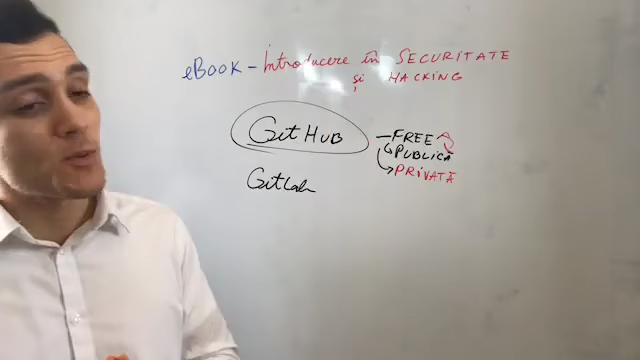 eBOOK - Introducere în SECURITATE
și HACKING
GitHUB
- FREE
PUBLICA
PRIVATĂ
GitLab